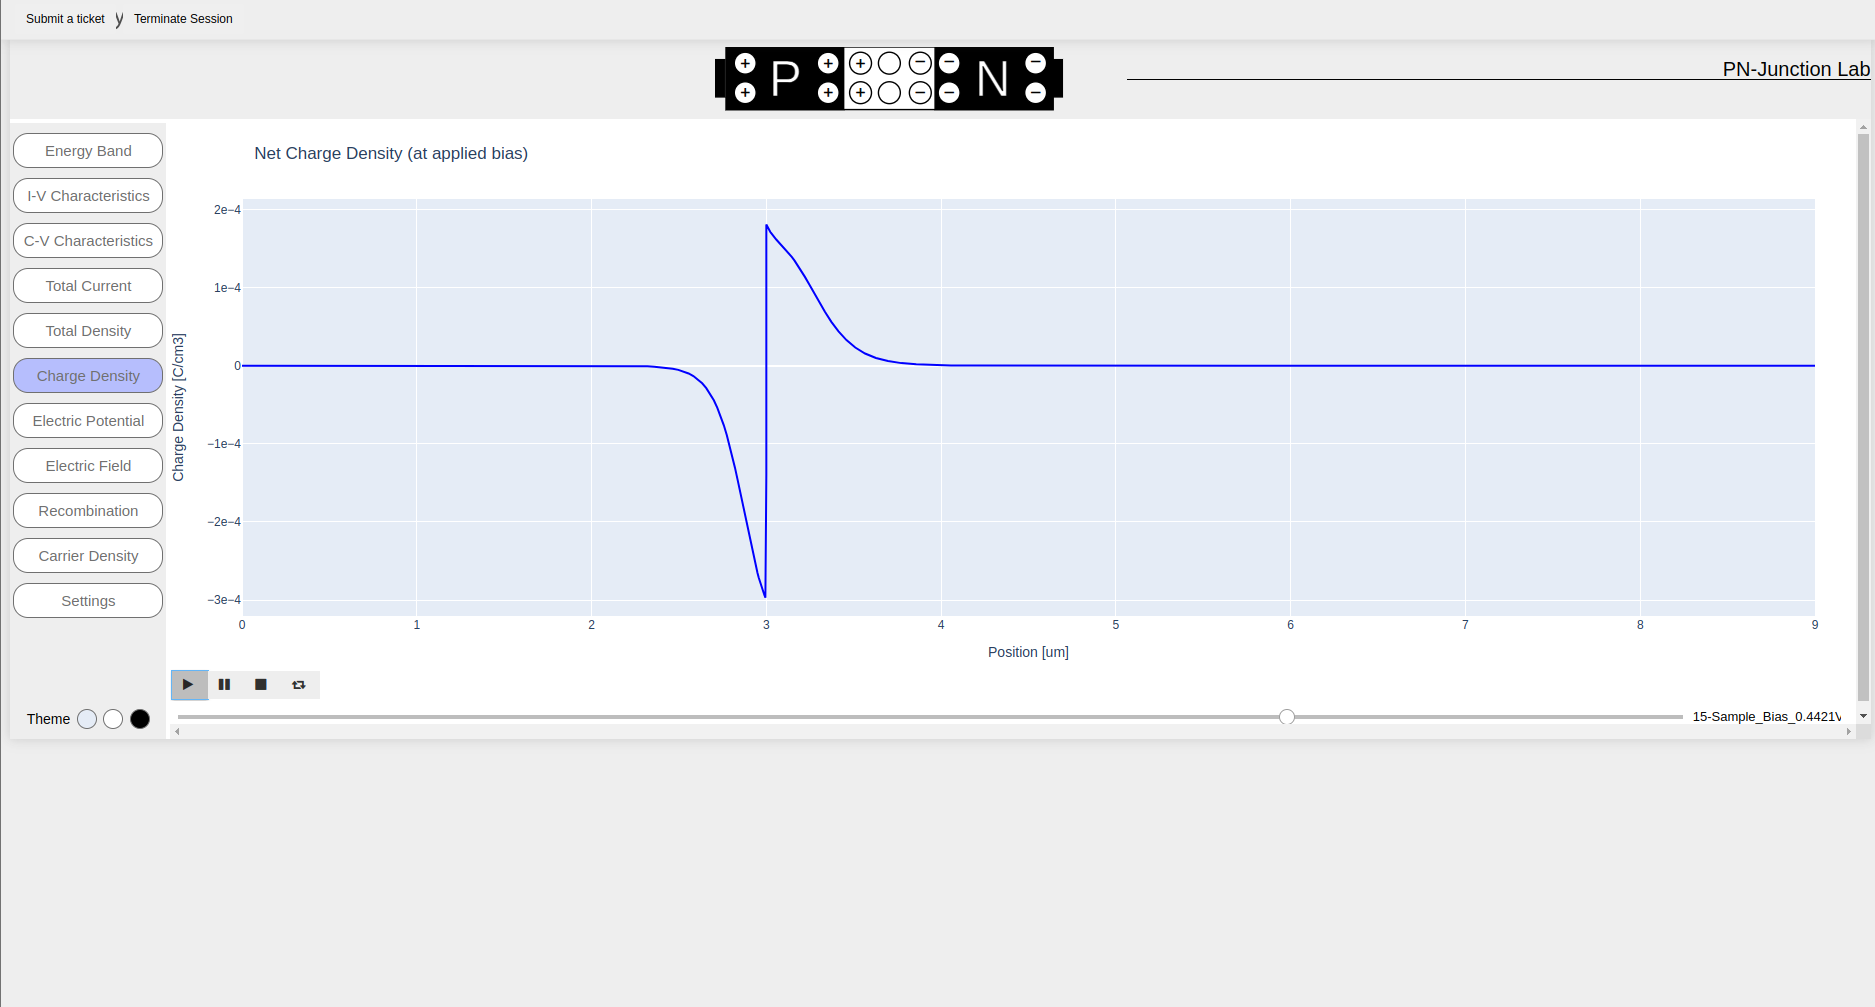 Submit a ticket Terminate Session
P N
PN-Junction Lab
Energy Band
I-V Characteristics
C-V Characteristics
Total Current
Total Density
Charge Density
Electric Potential
Electric Field
Recombination
Carrier Density
Settings
Theme
Net Charge Density (at applied bias)
Charge Density [C/cm3]
2e−4
1e−4
0
−1e−4
−2e−4
−3e−4
0 1 2 3 4 5 6 7 8 9
Position [um]
15-Sample_Bias_0.4421V